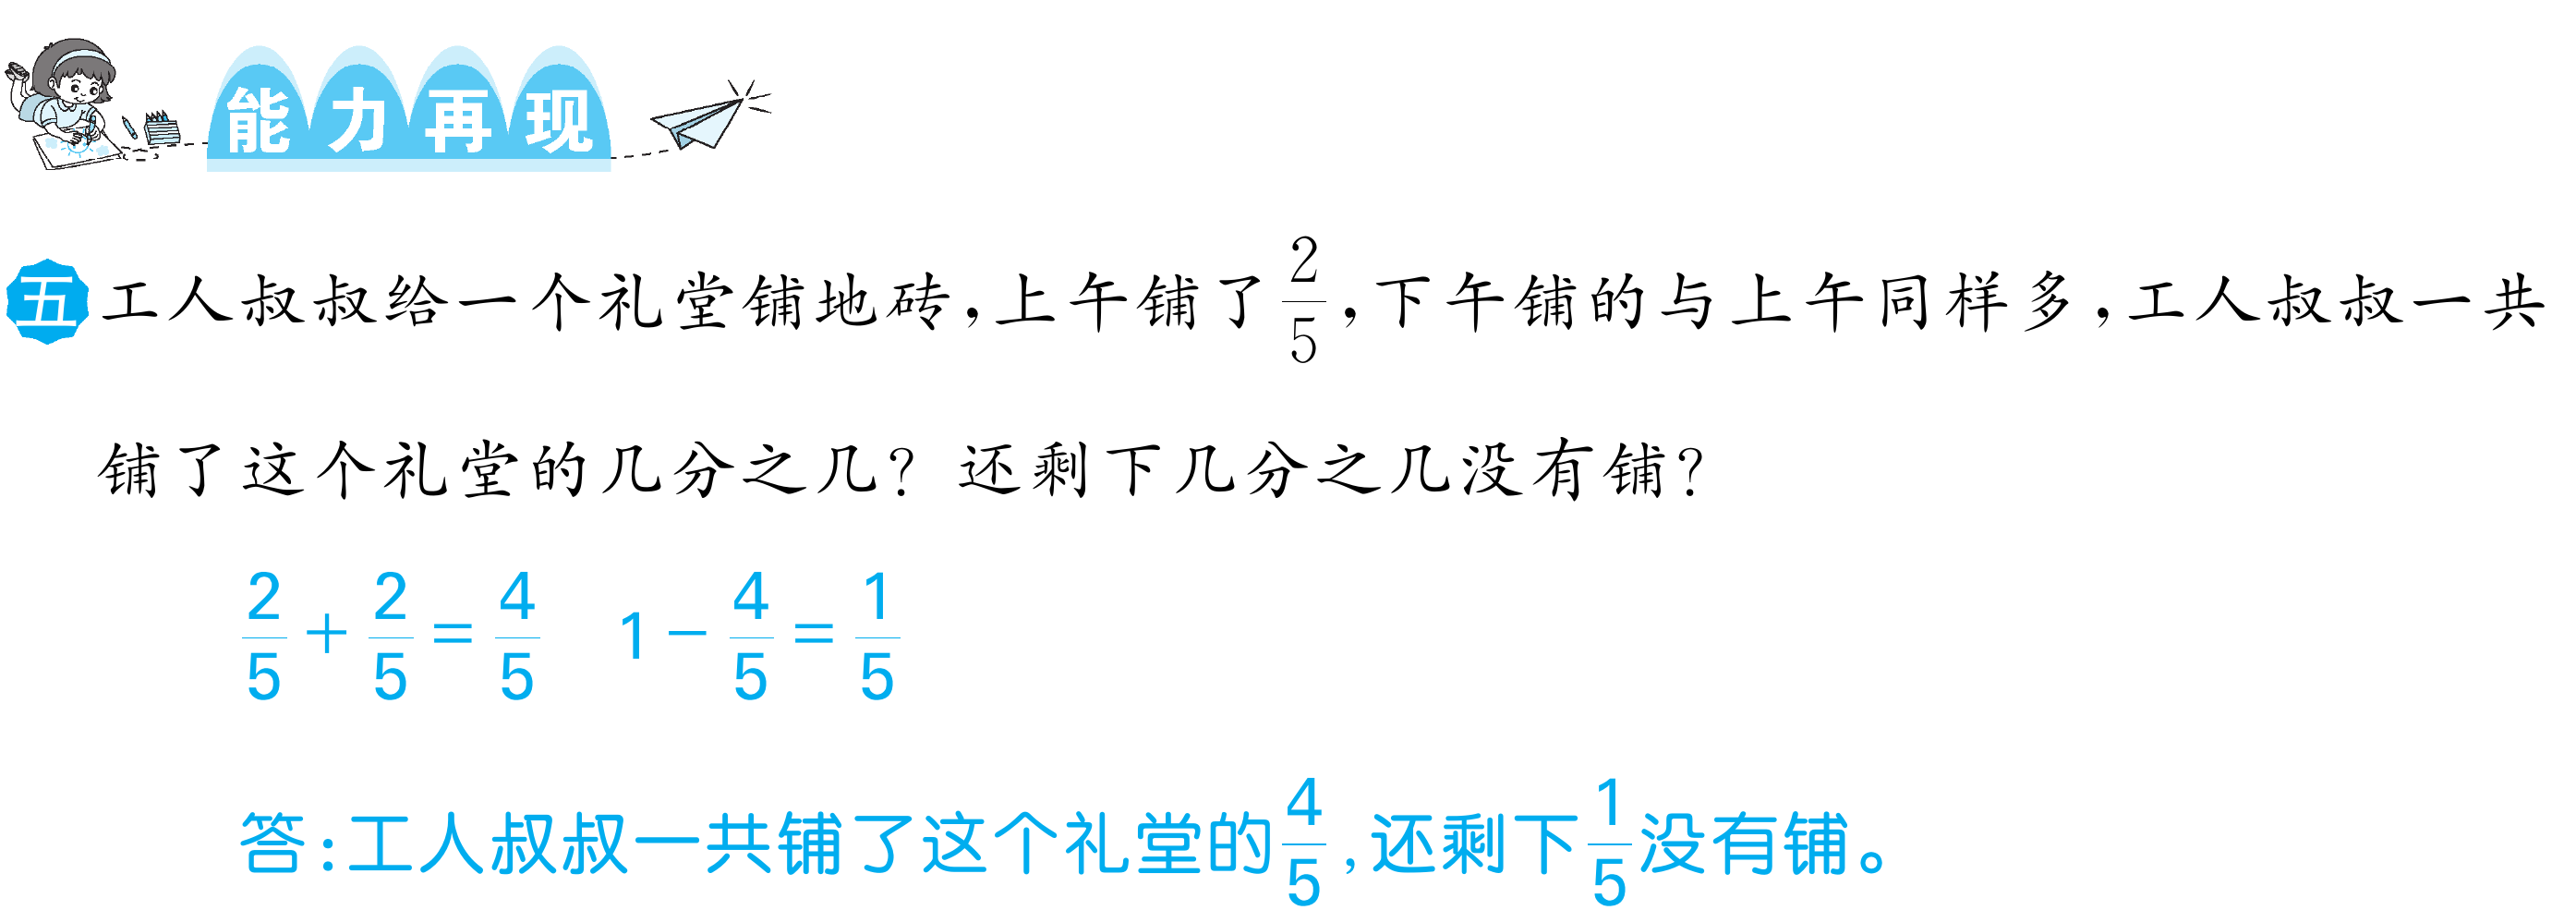 能力再现
五 工人叔叔给一个礼堂铺地砖,上午铺了2/5,下午铺的与上午同样多,工人叔叔一共
铺了这个礼堂的几分之几? 还剩下几分之几没有铺?
2/5+2/5=4/5 1-4/5=1/5
答:工人叔叔一共铺了这个礼堂的4/5,还剩下1/5没有铺。